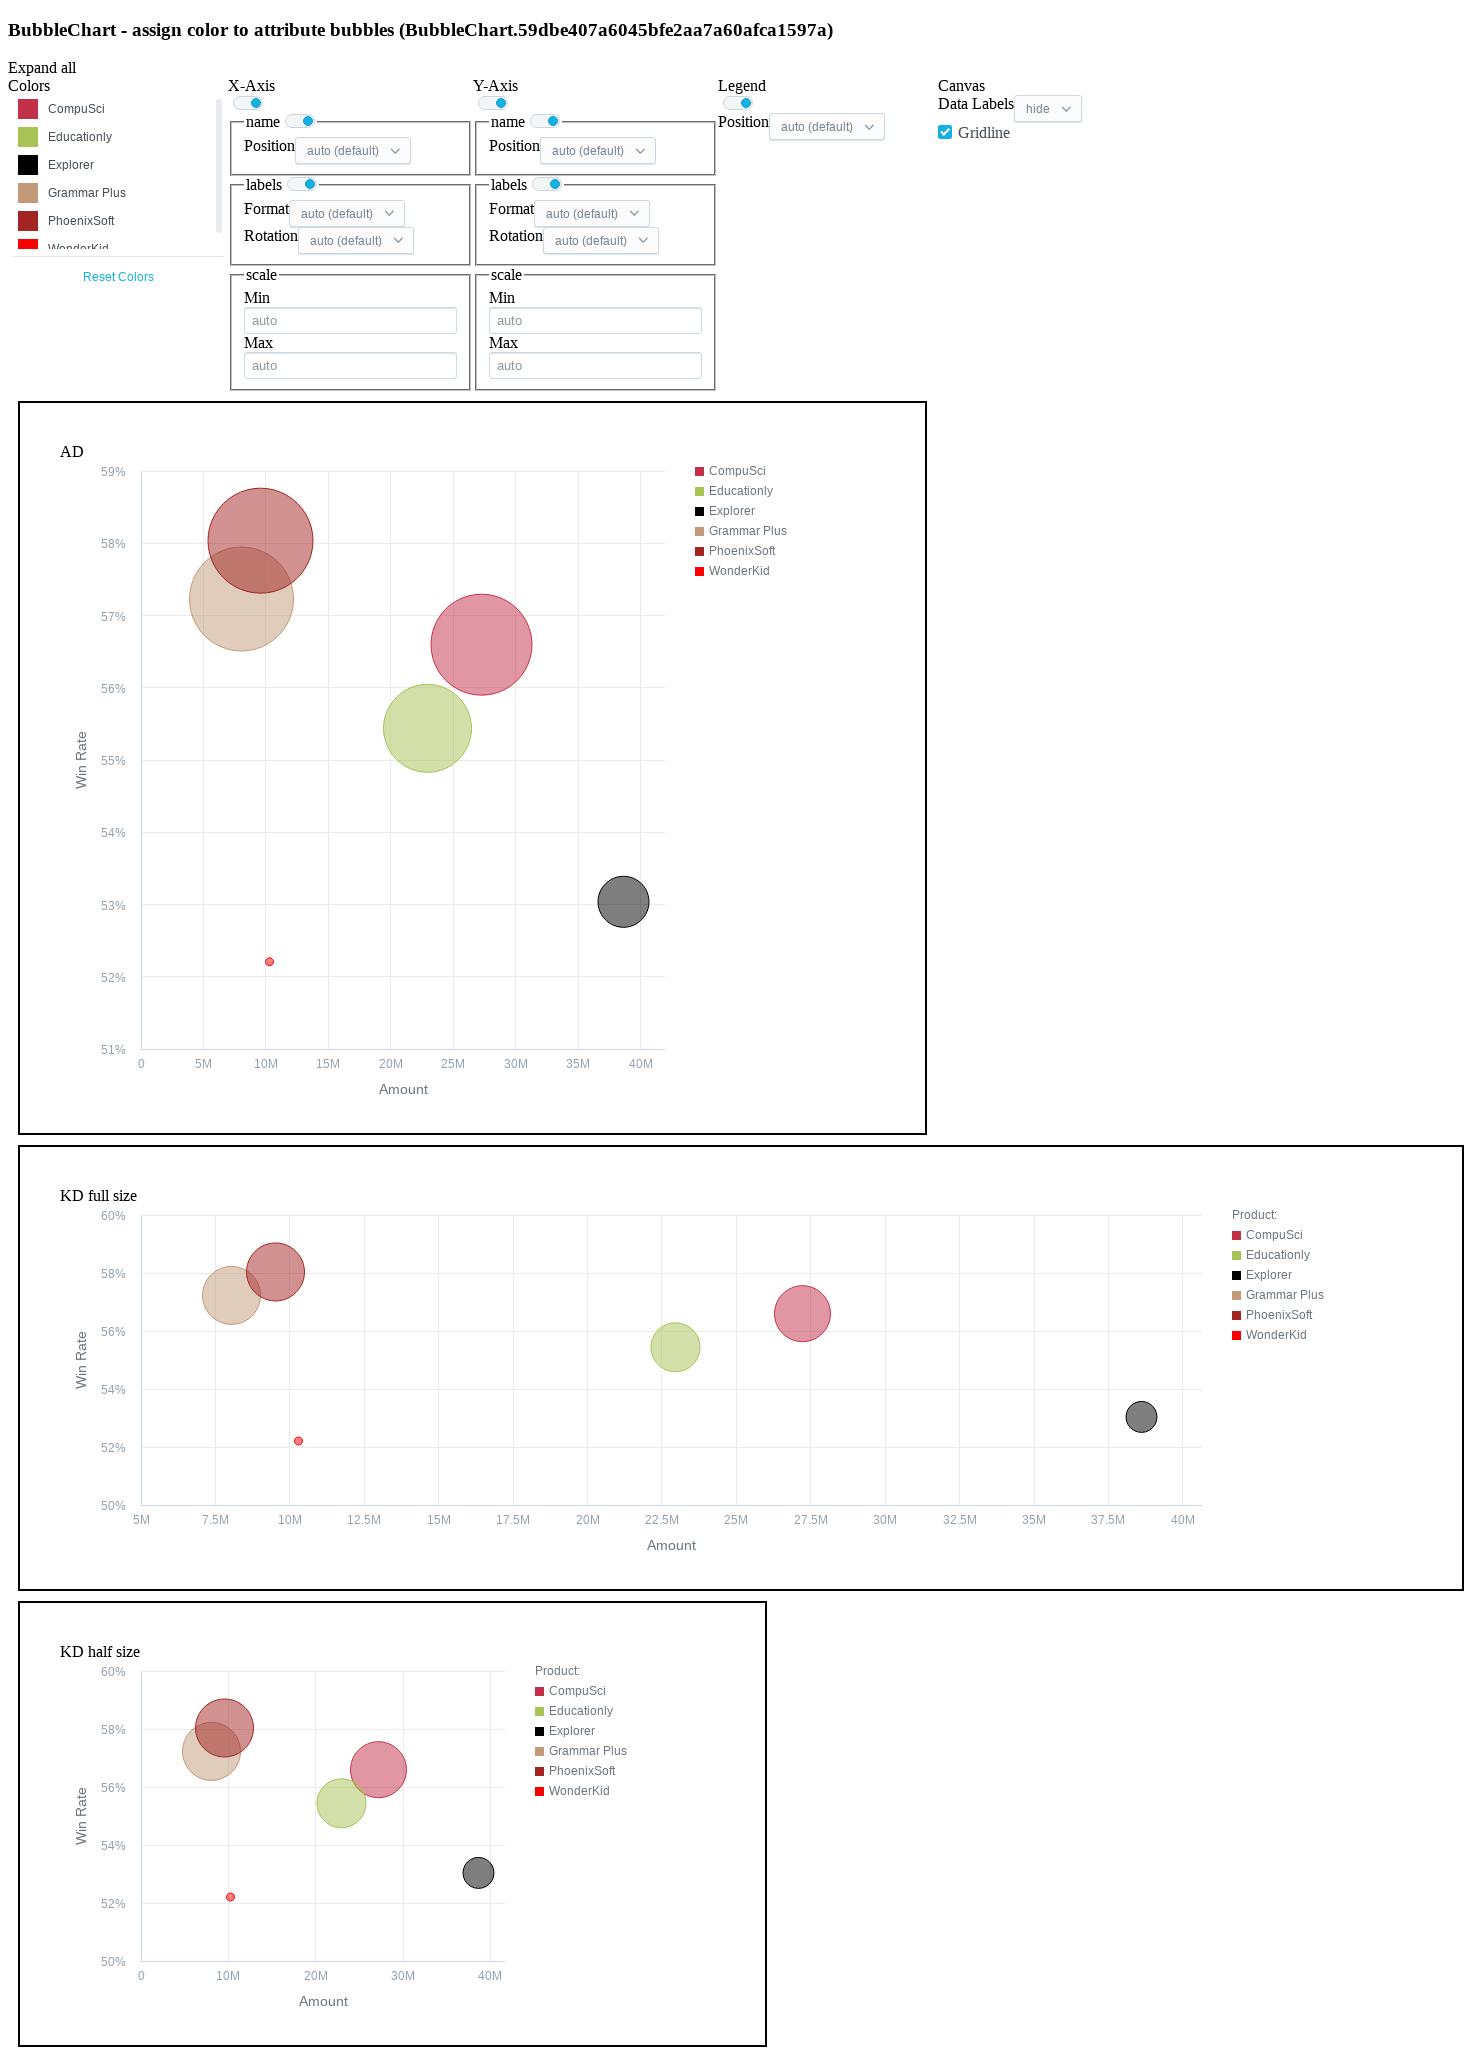 BubbleChart - assign color to attribute bubbles (BubbleChart.59dbe407a6045bfe2aa7a60afca1597a)
Expand all
Colors
CompuSci
Educationly
Explorer
Grammar Plus
PhoenixSoft
WonderKid
Reset Colors
X-Axis
name
Position auto (default)
labels
Format auto (default)
Rotation auto (default)
scale
Min
auto
Max
auto
Y-Axis
name
Position auto (default)
labels
Format auto (default)
Rotation auto (default)
scale
Min
auto
Max
auto
Legend
Position auto (default)
Canvas
Data Labels hide
Gridline
AD
59%
58%
57%
56%
55%
54%
53%
52%
51%
Win Rate
0 5M 10M 15M 20M 25M 30M 35M 40M
Amount
CompuSci
Educationly
Explorer
Grammar Plus
PhoenixSoft
WonderKid
KD full size
60%
58%
56%
54%
52%
50%
Win Rate
5M 7.5M 10M 12.5M 15M 17.5M 20M 22.5M 25M 27.5M 30M 32.5M 35M 37.5M 40M
Amount
Product:
CompuSci
Educationly
Explorer
Grammar Plus
PhoenixSoft
WonderKid
KD half size
60%
58%
56%
54%
52%
50%
Win Rate
0 10M 20M 30M 40M
Amount
Product:
CompuSci
Educationly
Explorer
Grammar Plus
PhoenixSoft
WonderKid